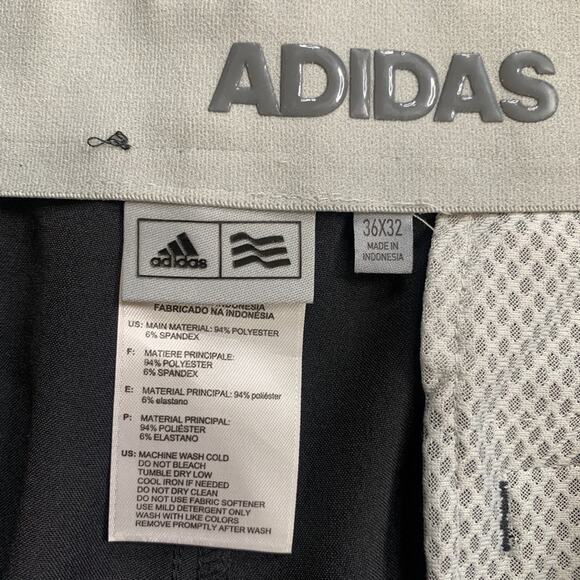 ADIDAS
adidas
36X32
MADE IN
INDONESIA
INDONESIA
FABRICADO NA INDONÉSIA
US: MAIN MATERIAL: 94% POLYESTER
6% SPANDEX
F: MATIERE PRINCIPALE:
94% POLYESTER
6% SPANDEX
E: MATERIAL PRINCIPAL: 94% poliéster
6% elastano
P: MATERIAL PRINCIPAL:
94% POLIÉSTER
6% ELASTANO
US: MACHINE WASH COLD
DO NOT BLEACH
TUMBLE DRY LOW
COOL IRON IF NEEDED
DO NOT DRY CLEAN
DO NOT USE FABRIC SOFTENER
USE MILD DETERGENT ONLY
WASH WITH LIKE COLORS
REMOVE PROMPTLY AFTER WASH